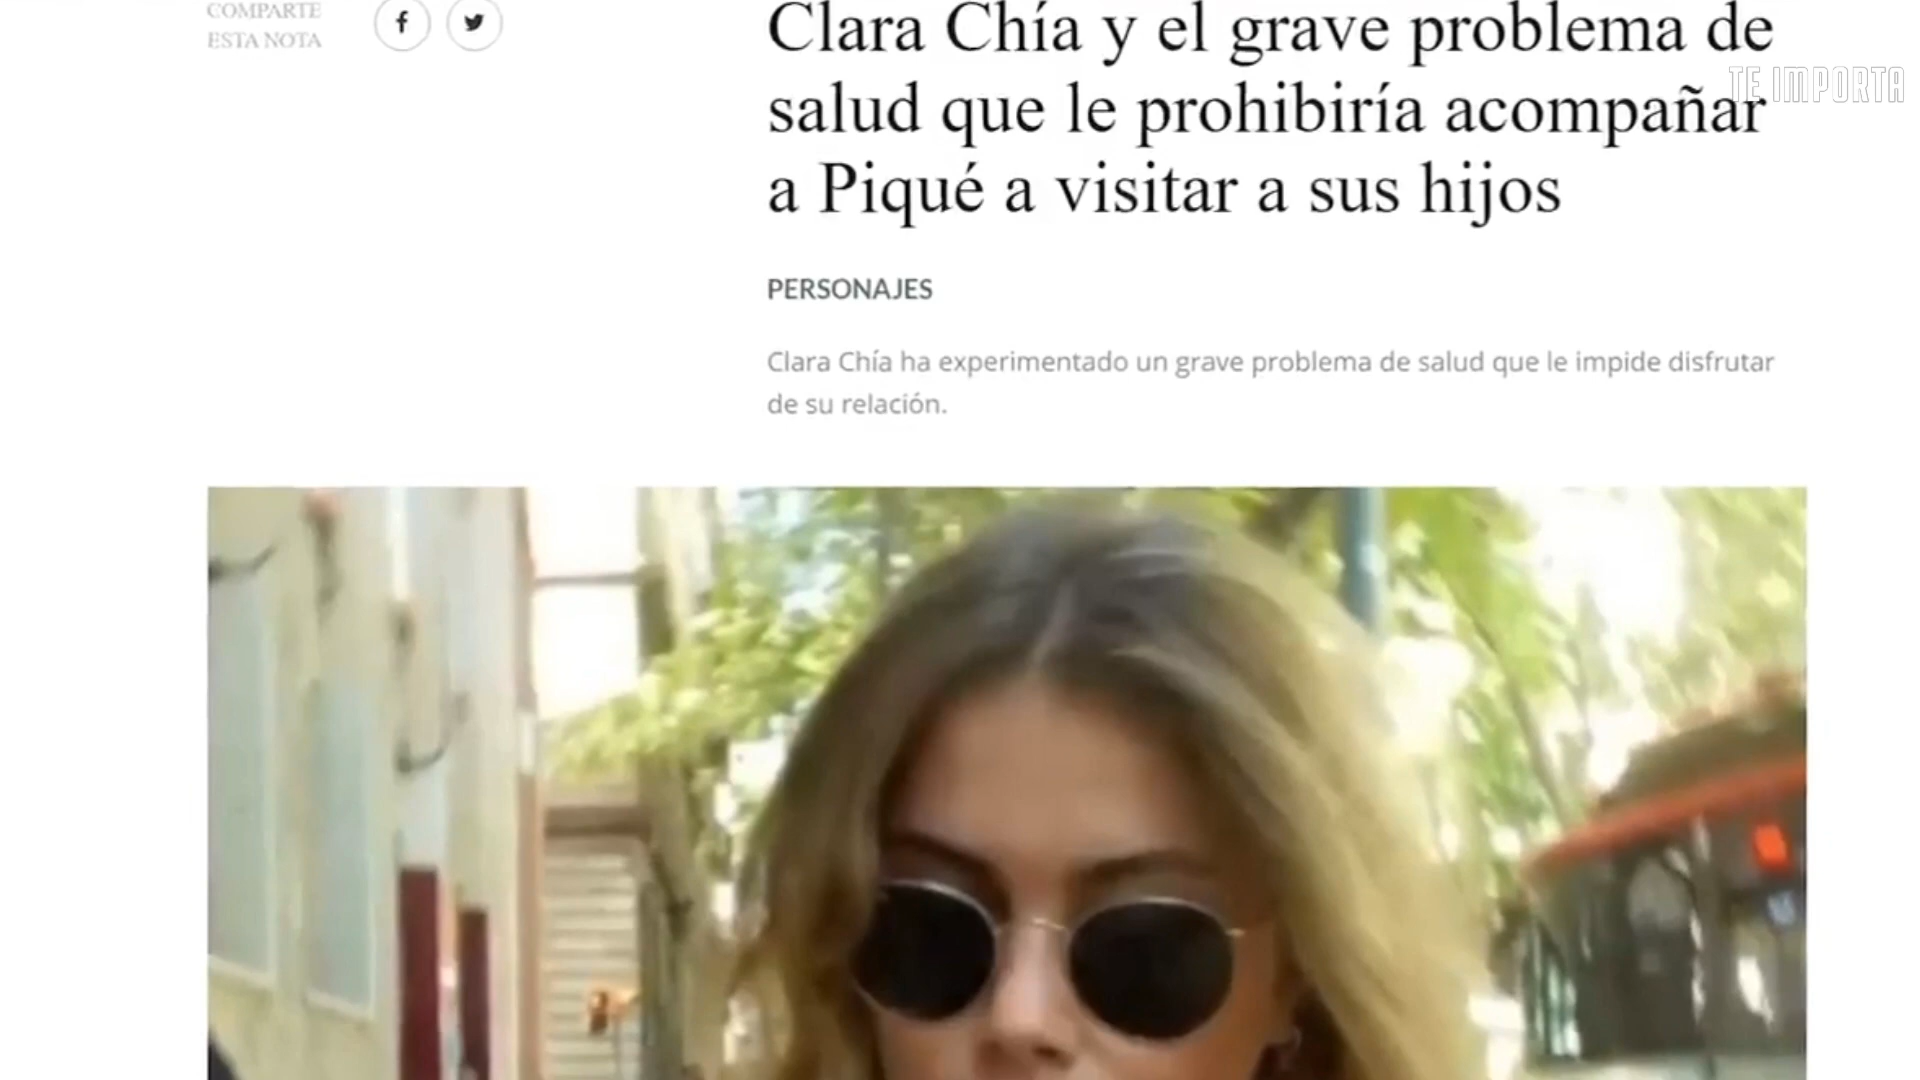 COMPARTE
ESTA NOTA
Clara Chía y el grave problema de
salud que le prohibiría acompañar
a Piqué a visitar a sus hijos
TE IMPORTA
PERSONAJES
Clara Chía ha experimentado un grave problema de salud que le impide disfrutar
de su relación.